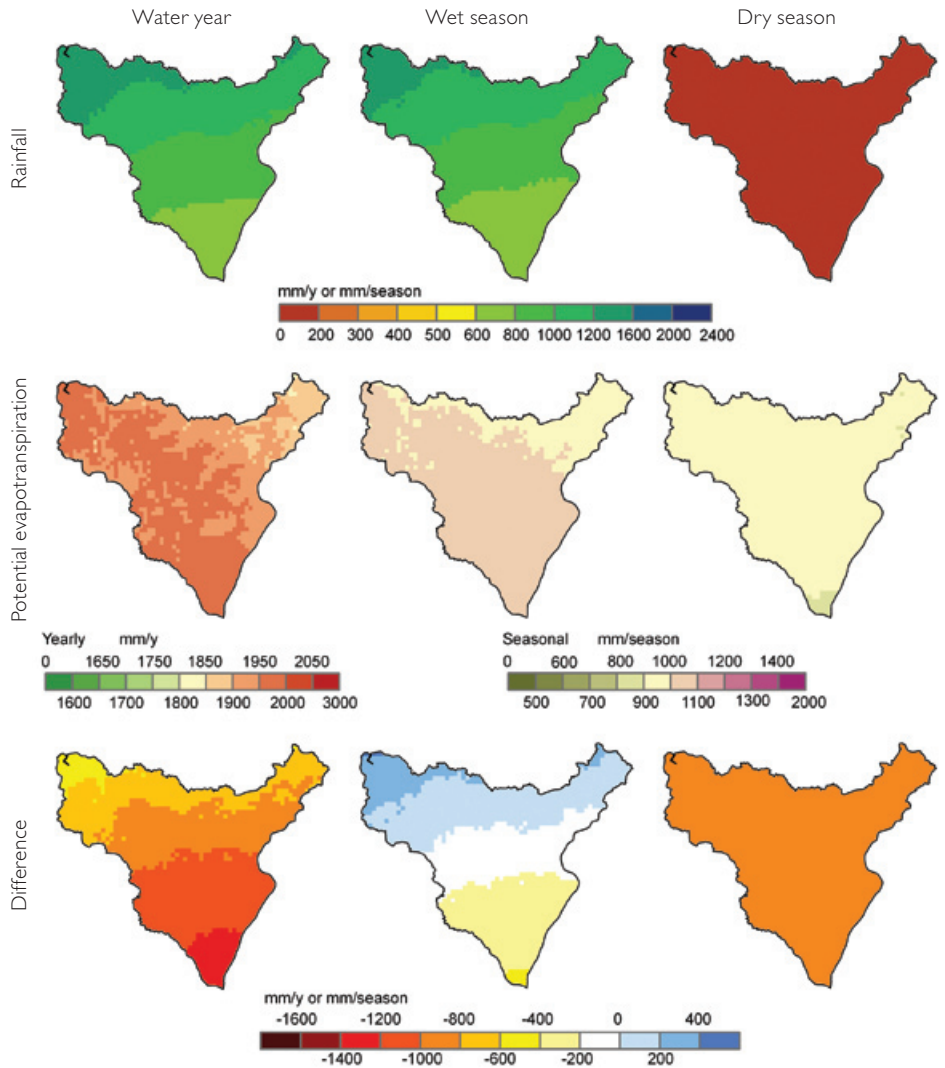 Water year Wet season Dry season
Rainfall
mm/y or mm/season
0 200 300 400 500 600 800 1000 1200 1600 2000 2400
Potential evapotranspiration
Yearly mm/y
0 1650 1750 1850 1950 2050
1600 1700 1800 1900 2000 3000
Seasonal mm/season
0 600 800 1000 1200 1400
500 700 900 1100 1300 2000
Difference
mm/y or mm/season
-1600 -1200 -800 -400 0 400
-1400 -1000 -600 -200 200